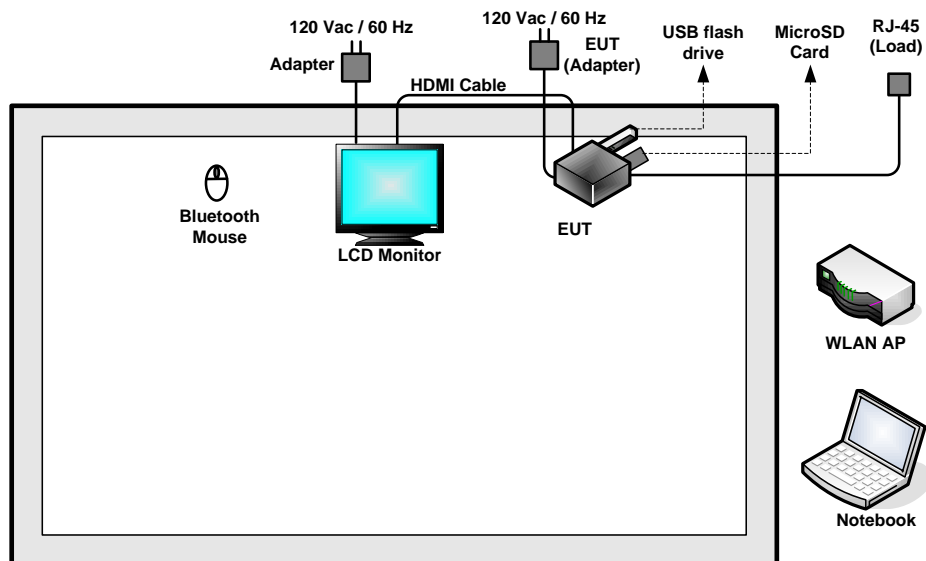 120 Vac / 60 Hz
Adapter
120 Vac / 60 Hz
EUT
(Adapter)
USB flash
drive
MicroSD
Card
RJ-45
(Load)
HDMI Cable
Bluetooth
Mouse
LCD Monitor
EUT
WLAN AP
Notebook